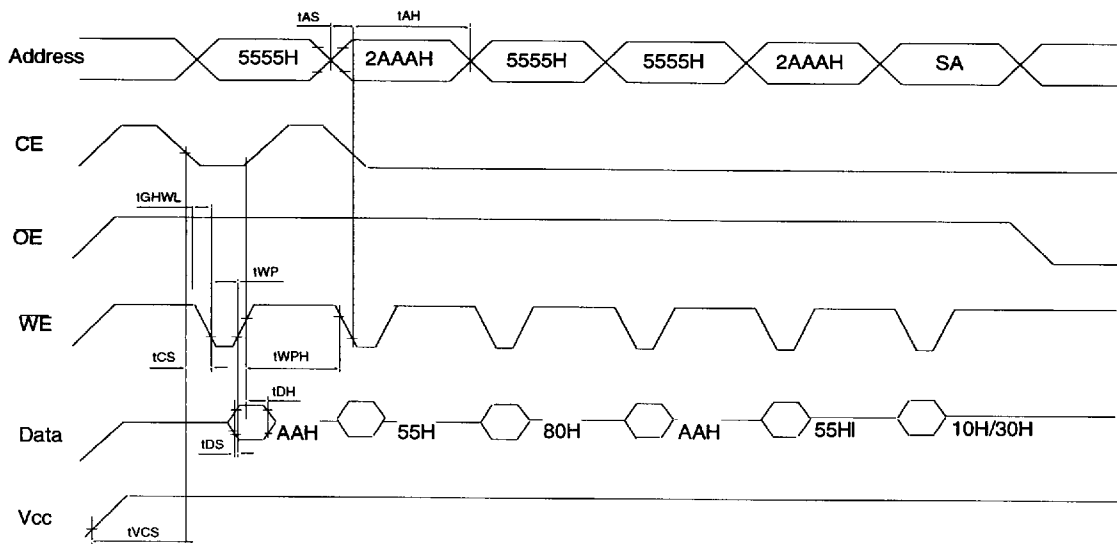 tAS
tAH
Address
5555H
2AAAH
5555H
5555H
2AAAH
SA
CE
tGHWL
OE
tWP
WE
tCS
tWPH
tDH
Data
AAH
55H
80H
AAH
55HI
10H/30H
tDS
Vcc
tVCS